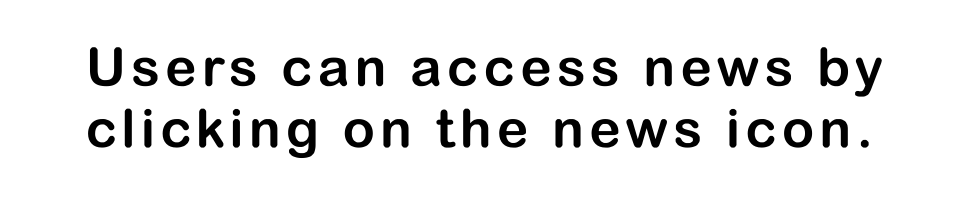 Users can access news by
clicking on the news icon.